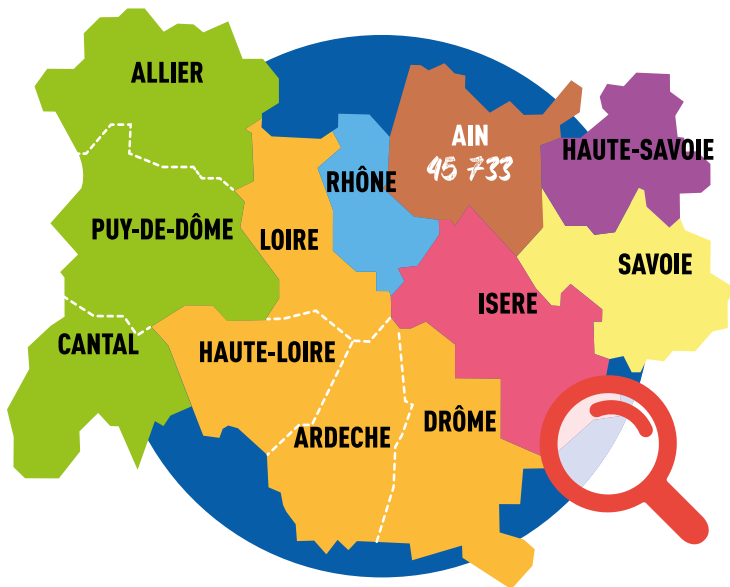 ALLIER
AIN
45 733
HAUTE-SAVOIE
RHÔNE
PUY-DE-DÔME
LOIRE
SAVOIE
ISERE
CANTAL
HAUTE-LOIRE
DRÔME
ARDECHE